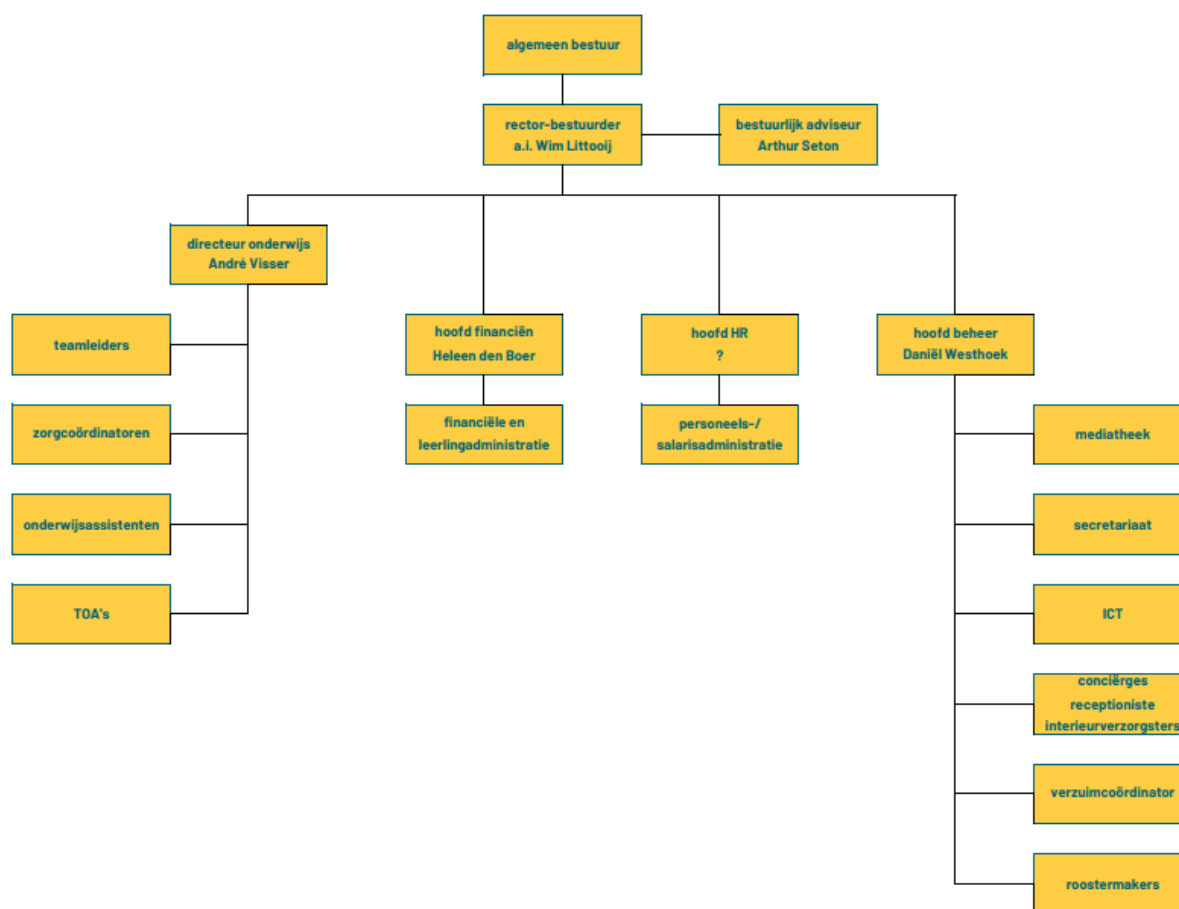 algemeen bestuur
rector-bestuurder
a.i. Wim Littooij
bestuurlijk adviseur
Arthur Seton
directeur onderwijs
André Visser
teamleiders
zorgcoördinatoren
onderwijsassistenten
TOA's
hoofd financiën
Heleen den Boer
financiële en
leerlingadministratie
hoofd HR
?
personeels-/
salarisadministratie
hoofd beheer
Daniël Westhoek
mediatheek
secretariaat
ICT
conciërges
receptioniste
interieurverzorgsters
verzuimcoördinator
roostermakers